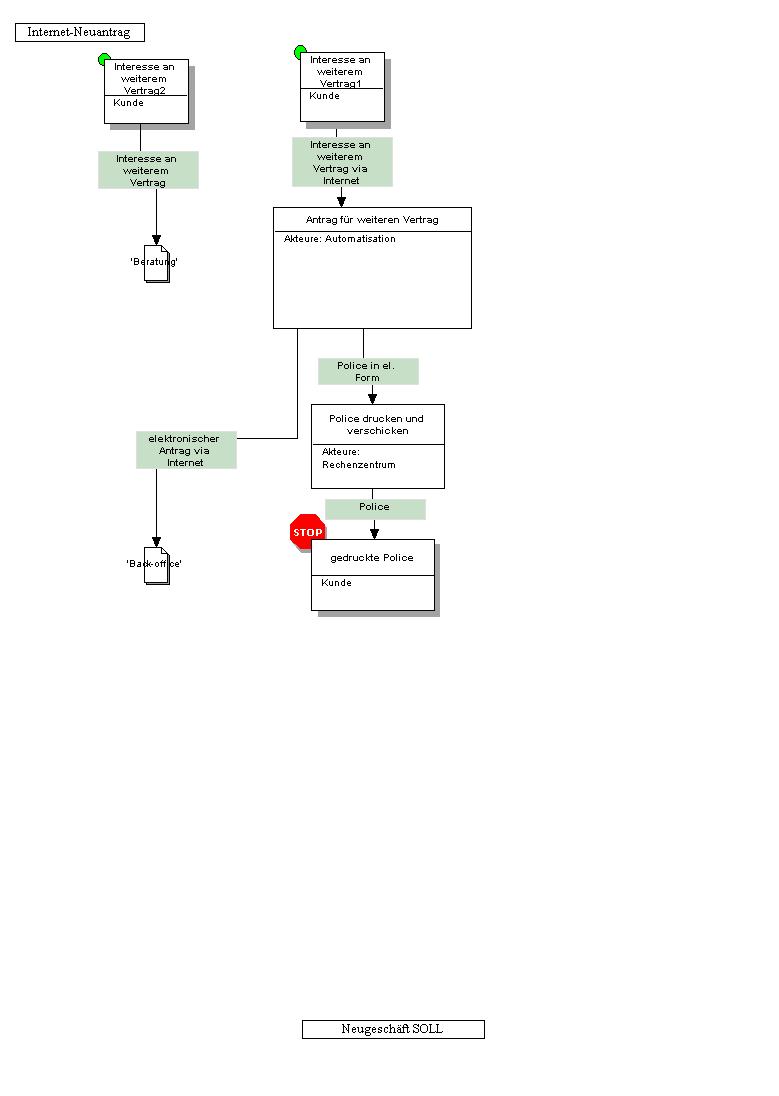 Internet-Neuantrag
Interesse an
weiterem
Vertrag2
Kunde
Interesse an
weiterem
Vertrag1
Kunde
Interesse an
weiterem
Vertrag
Interesse an
weiterem
Vertrag via
Internet
Antrag für weiteren Vertrag
Akteure: Automatisation
'Beratung'
Police in el.
Form
Police drucken und
verschicken
Akteure:
Rechenzentrum
elektronischer
Antrag via
Internet
Police
STOP
gedruckte Police
Kunde
'Back-office'
Neugeschäft SOLL